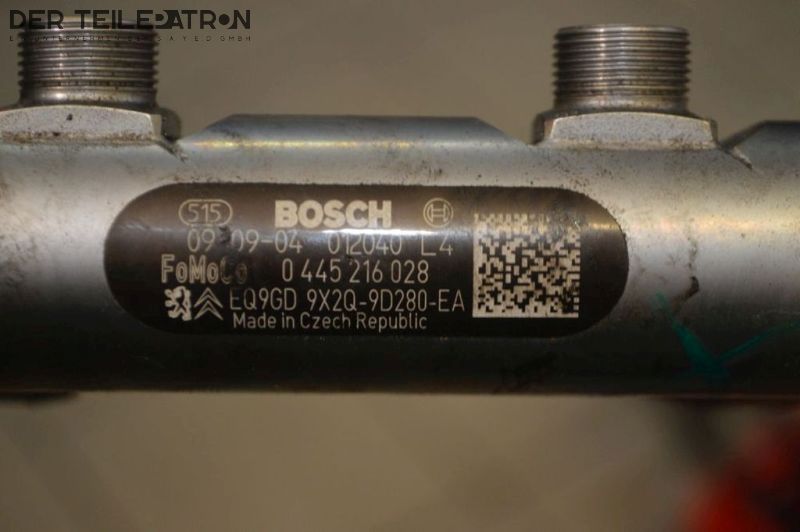 DER TEILEPATRON
515 BOSCH
09-09-04 012040 L4
FoMoCo 0 445 216 028
EQ9GD 9X2Q-9D280-EA
Made in Czech Republic